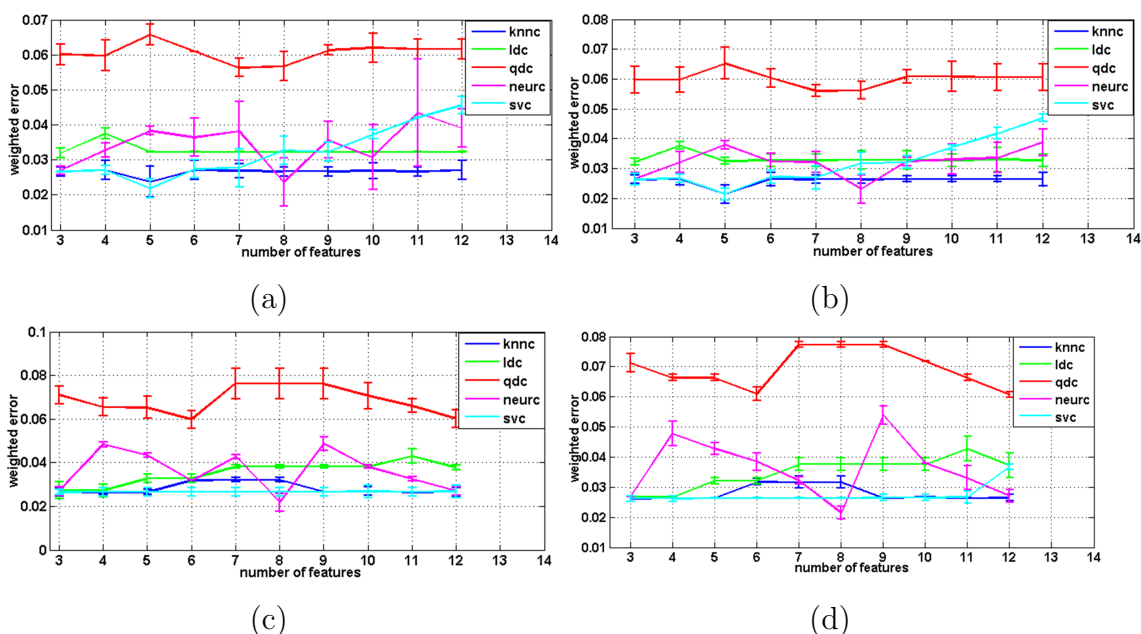 0.07
0.06
0.05
0.04
0.03
0.02
0.01
weighted error
3 4 5 6 7 8 9 10 11 12 13 14
number of features
knnc
ldc
qdc
neurc
svc
(a)
0.08
0.07
0.06
0.05
0.04
0.03
0.02
0.01
weighted error
3 4 5 6 7 8 9 10 11 12 13 14
number of features
knnc
ldc
qdc
neurc
svc
(b)
0.1
0.08
0.06
0.04
0.02
0
weighted error
3 4 5 6 7 8 9 10 11 12 13 14
number of features
knnc
ldc
qdc
neurc
svc
(c)
0.08
0.07
0.06
0.05
0.04
0.03
0.02
0.01
weighted error
3 4 5 6 7 8 9 10 11 12 13 14
number of features
knnc
ldc
qdc
neurc
svc
(d)